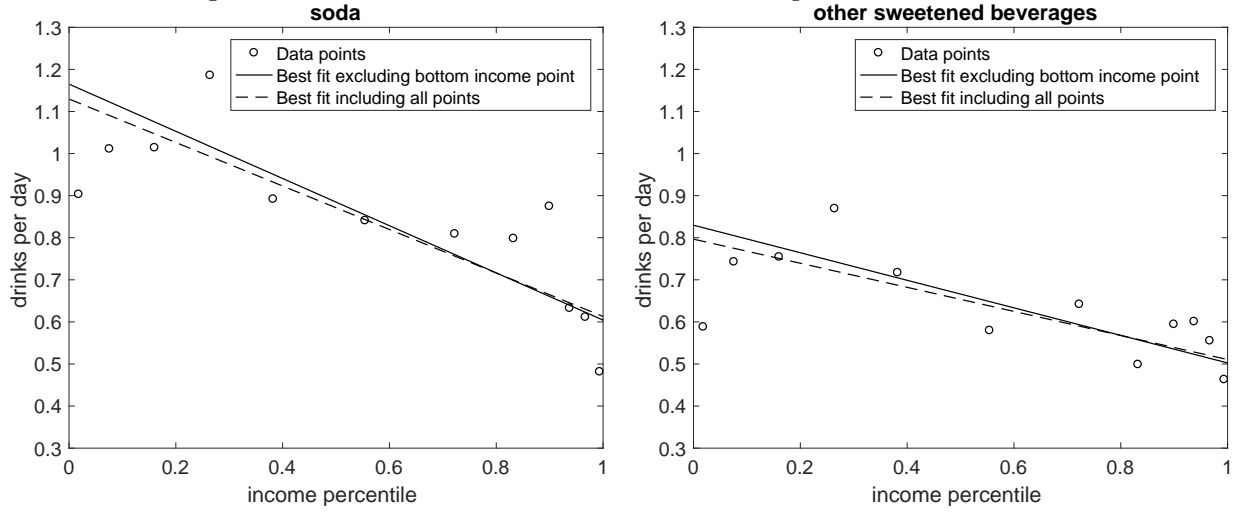 soda
1.3
1.2
1.1
1
0.9
0.8
0.7
0.6
0.5
0.4
0.3
drinks per day
Data points
Best fit excluding bottom income point
Best fit including all points
0 0.2 0.4 0.6 0.8 1
income percentile
other sweetened beverages
1.3
1.2
1.1
1
0.9
0.8
0.7
0.6
0.5
0.4
0.3
drinks per day
Data points
Best fit excluding bottom income point
Best fit including all points
0 0.2 0.4 0.6 0.8 1
income percentile